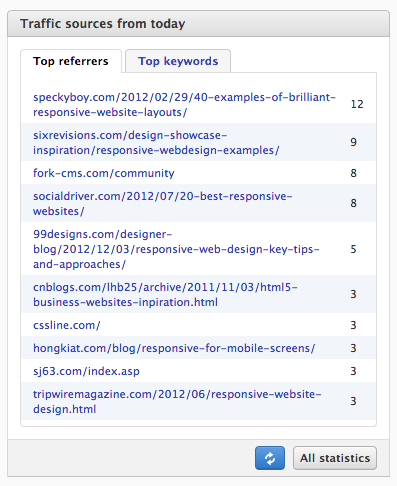 Traffic sources from today
Top referrers Top keywords
speckyboy.com/2012/02/29/40-examples-of-brilliant-
responsive-website-layouts/ 12
sixrevisions.com/design-showcase-
inspiration/responsive-webdesign-examples/ 9
fork-cms.com/community 8
socialdriver.com/2012/07/20-best-responsive-
websites/ 8
99designs.com/designer-
blog/2012/12/03/responsive-web-design-key-tips-
and-approaches/ 5
cnblogs.com/lhb25/archive/2011/11/03/html5-
business-websites-inpiration.html 3
cssline.com/ 3
hongkiat.com/blog/responsive-for-mobile-screens/ 3
sj63.com/index.asp 3
tripwiremagazine.com/2012/06/responsive-website-
design.html 3
All statistics